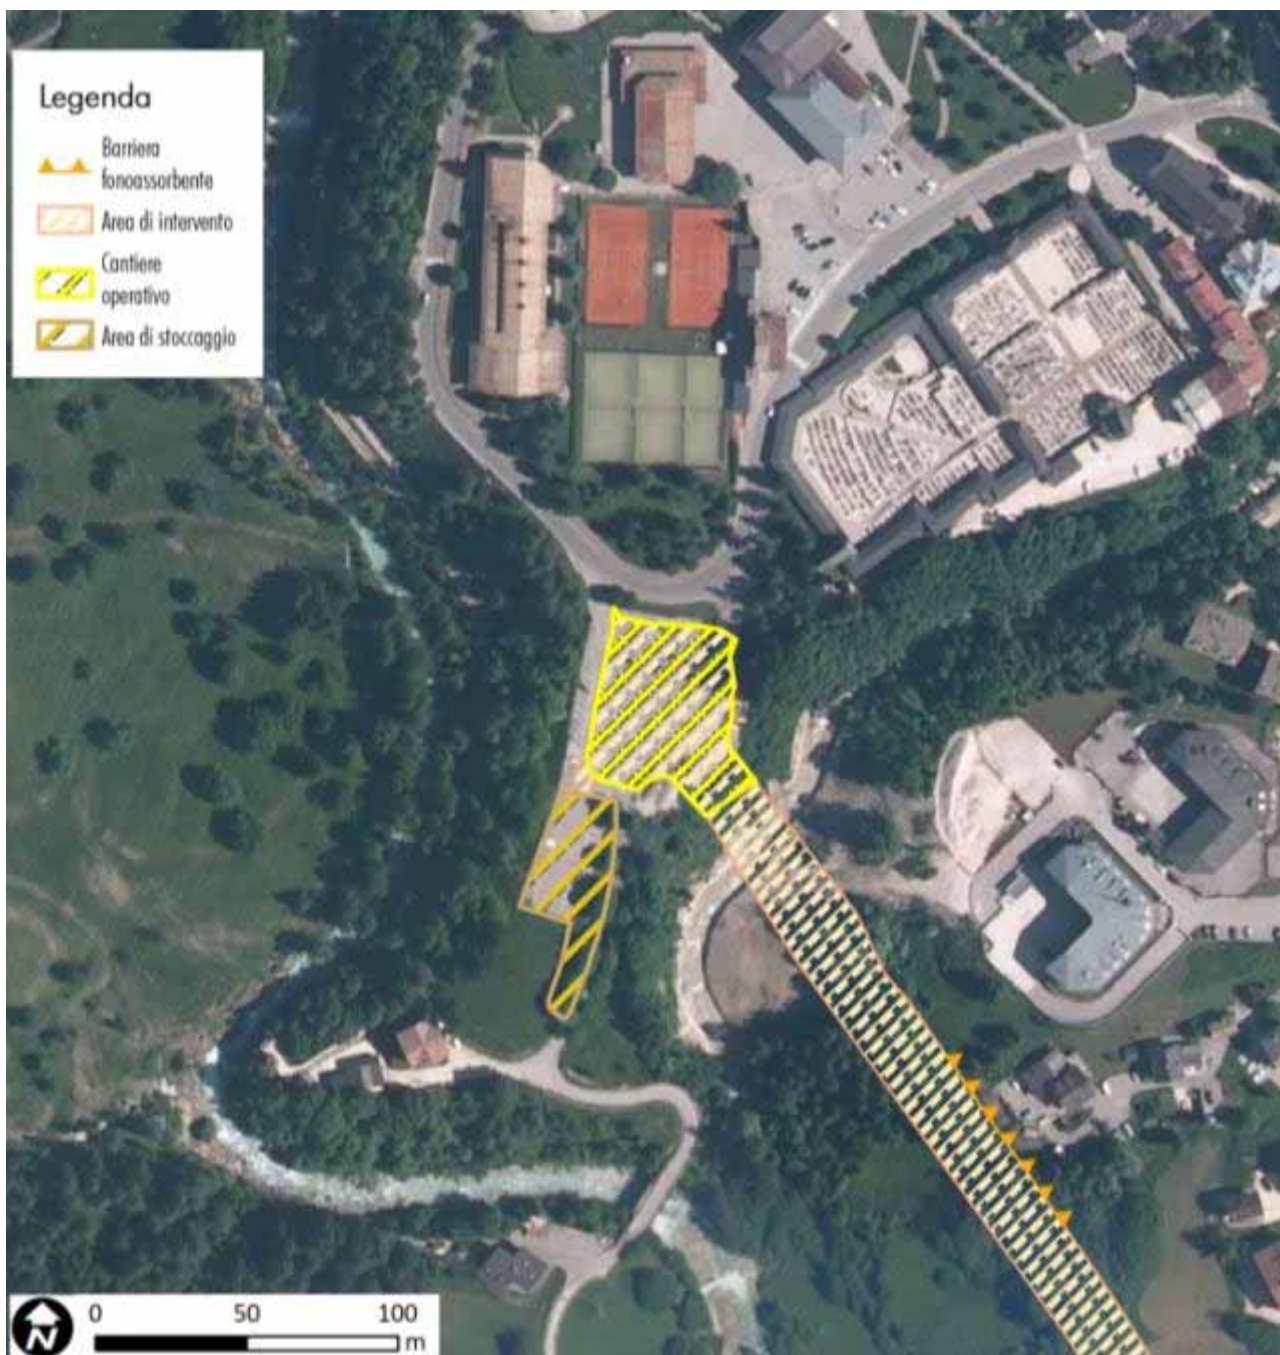 Legenda
Barriera
fonoassorbente
Area di intervento
Cantiere
operativo
Area di stoccaggio
N
0 50 100
m